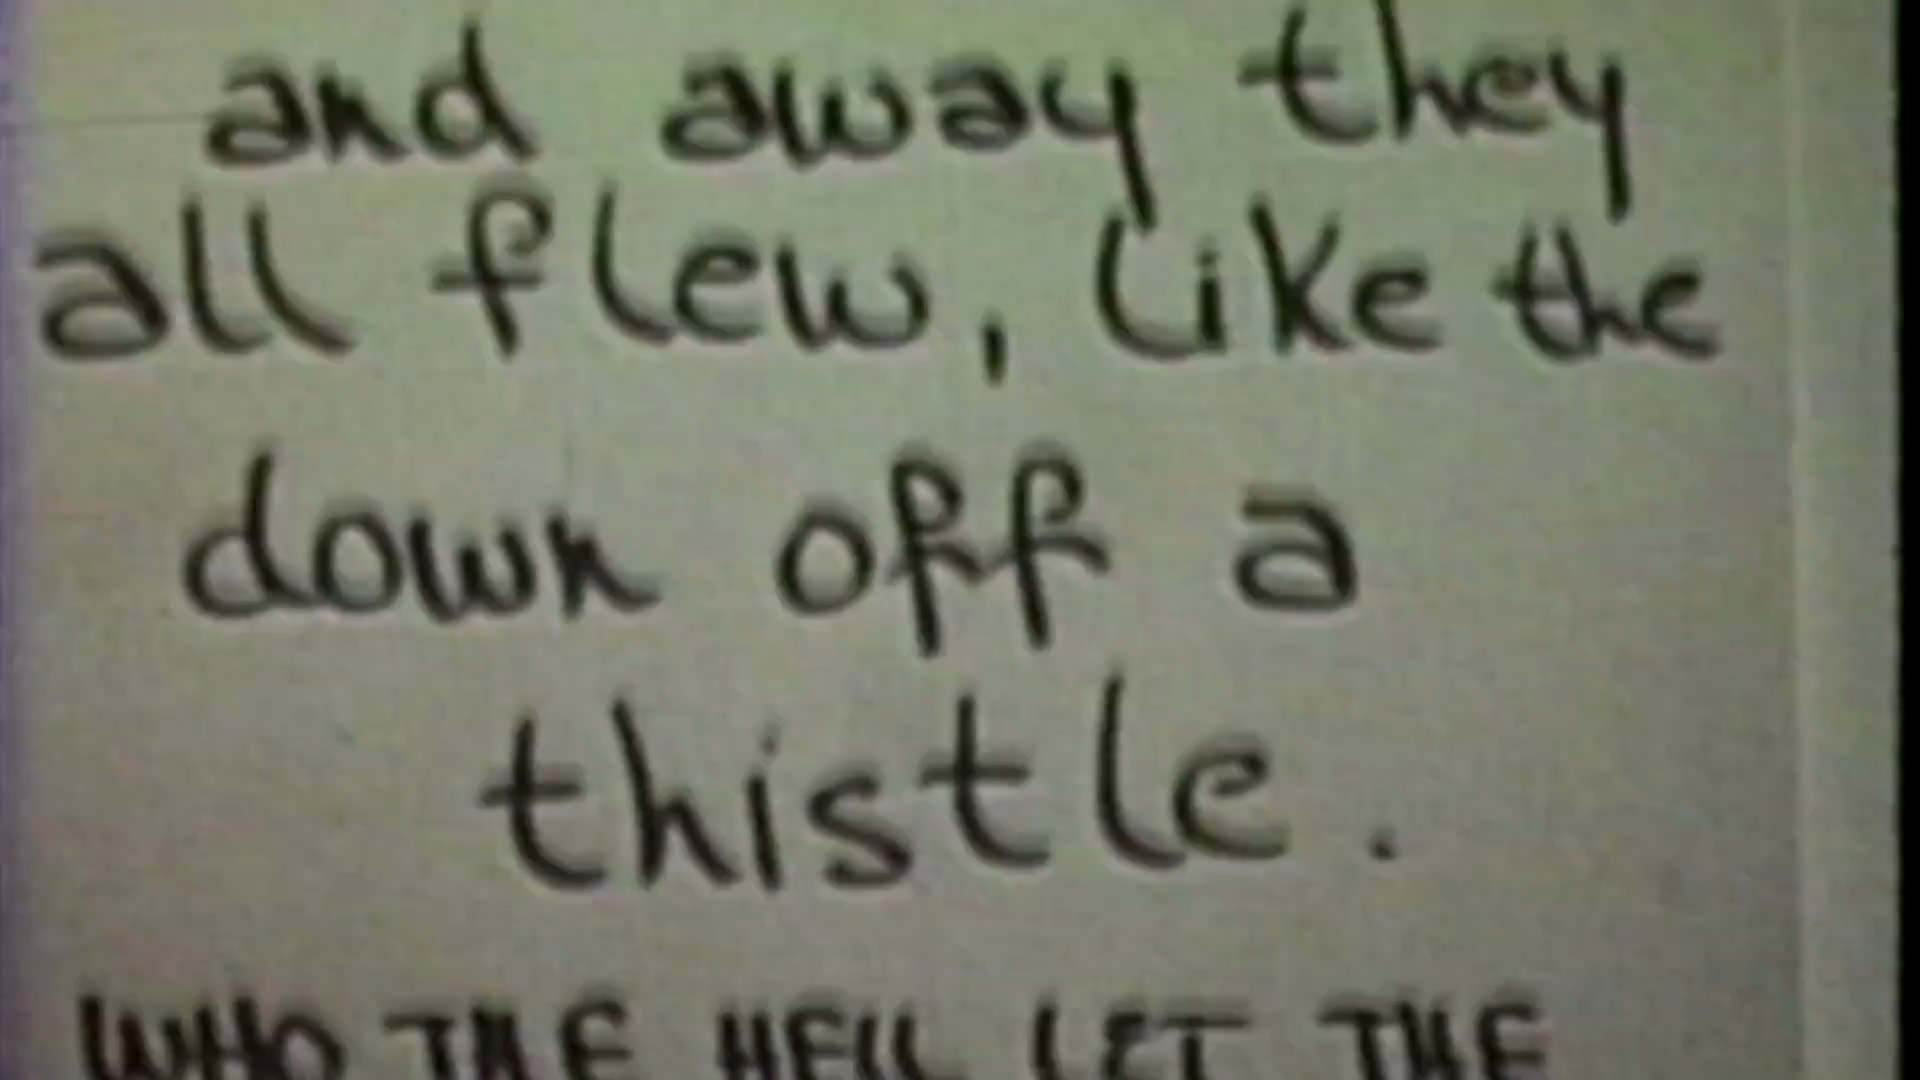 and away they
all flew, like the
down off a
thistle.
WHO THE HELL LET THE